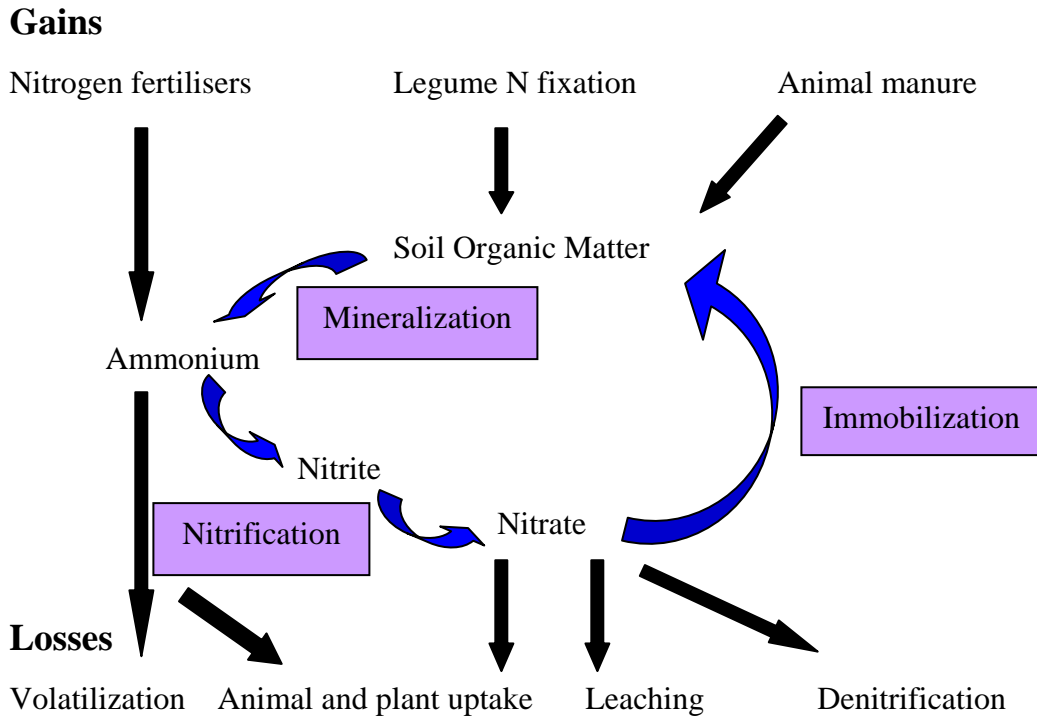 Gains
Nitrogen fertilisers Legume N fixation Animal manure
Soil Organic Matter
Mineralization
Ammonium
Immobilization
Nitrite
Nitrification
Nitrate
Losses
Volatilization Animal and plant uptake Leaching Denitrification